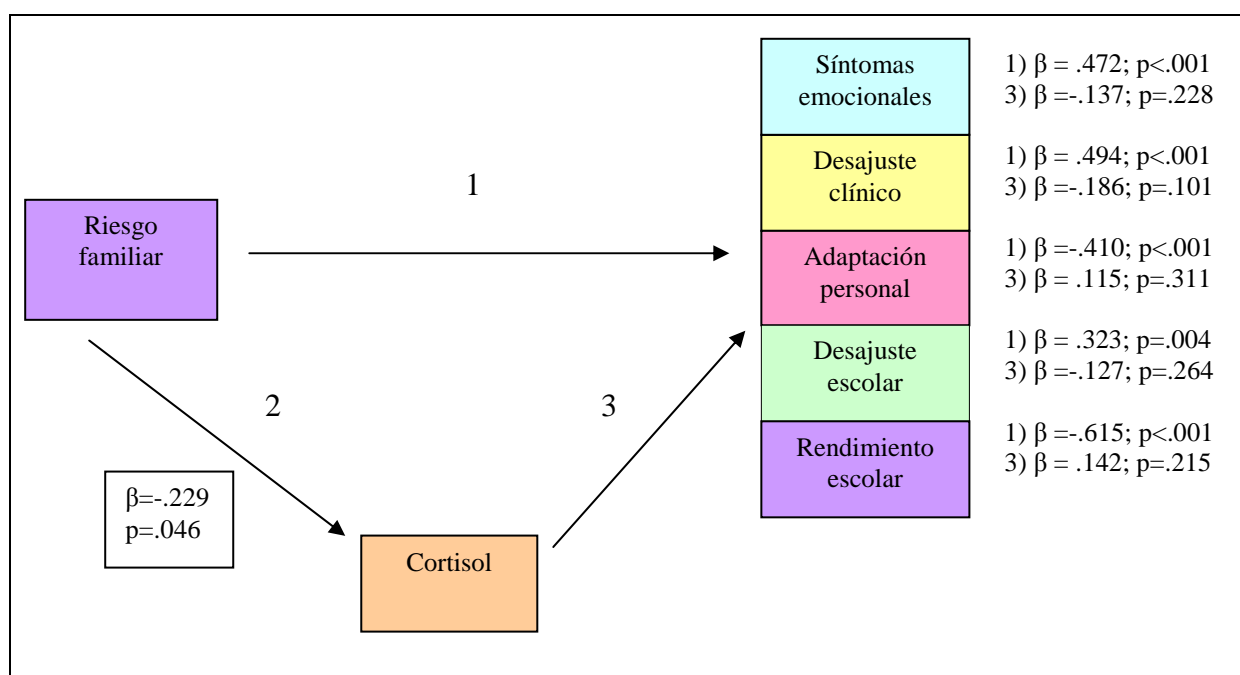 Síntomas
emocionales
1) β = .472; p<.001
3) β =-.137; p=.228
Desajuste
clínico
1) β = .494; p<.001
3) β =-.186; p=.101
1
Riesgo
familiar
Adaptación
personal
1) β =-.410; p<.001
3) β = .115; p=.311
Desajuste
escolar
1) β = .323; p=.004
3) β =-.127; p=.264
2
3
Rendimiento
escolar
1) β =-.615; p<.001
3) β = .142; p=.215
β=-.229
p=.046
Cortisol